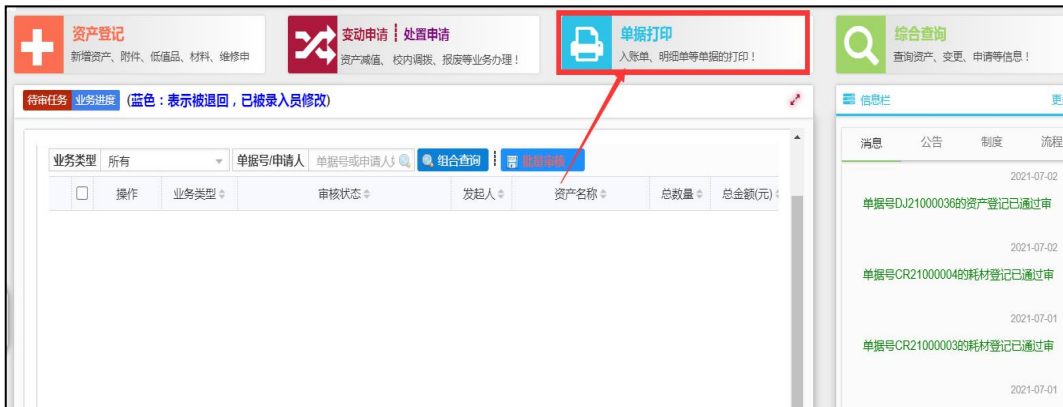 资产登记
新增资产、附件、低值品、材料、维修申
变动申请┆处置申请
资产减值、校内调拨、报废等业务办理！
单据打印
入账单、明细单等单据的打印！
综合查询
查询资产、变更、申请等信息！
待审任务 业务进度 (蓝色：表示被退回，已被录入员修改)
信息栏 更
消息 公告 制度 流程
业务类型 所有 单据号/申请人 单据号或申请人 组合查询 批量审核
操作 业务类型 审核状态 发起人 资产名称 总数量 总金额(元)
2021-07-02
单据号DJ21000036的资产登记已通过审
2021-07-02
单据号CR21000004的耗材登记已通过审
2021-07-01
单据号CR21000003的耗材登记已通过审
2021-07-01